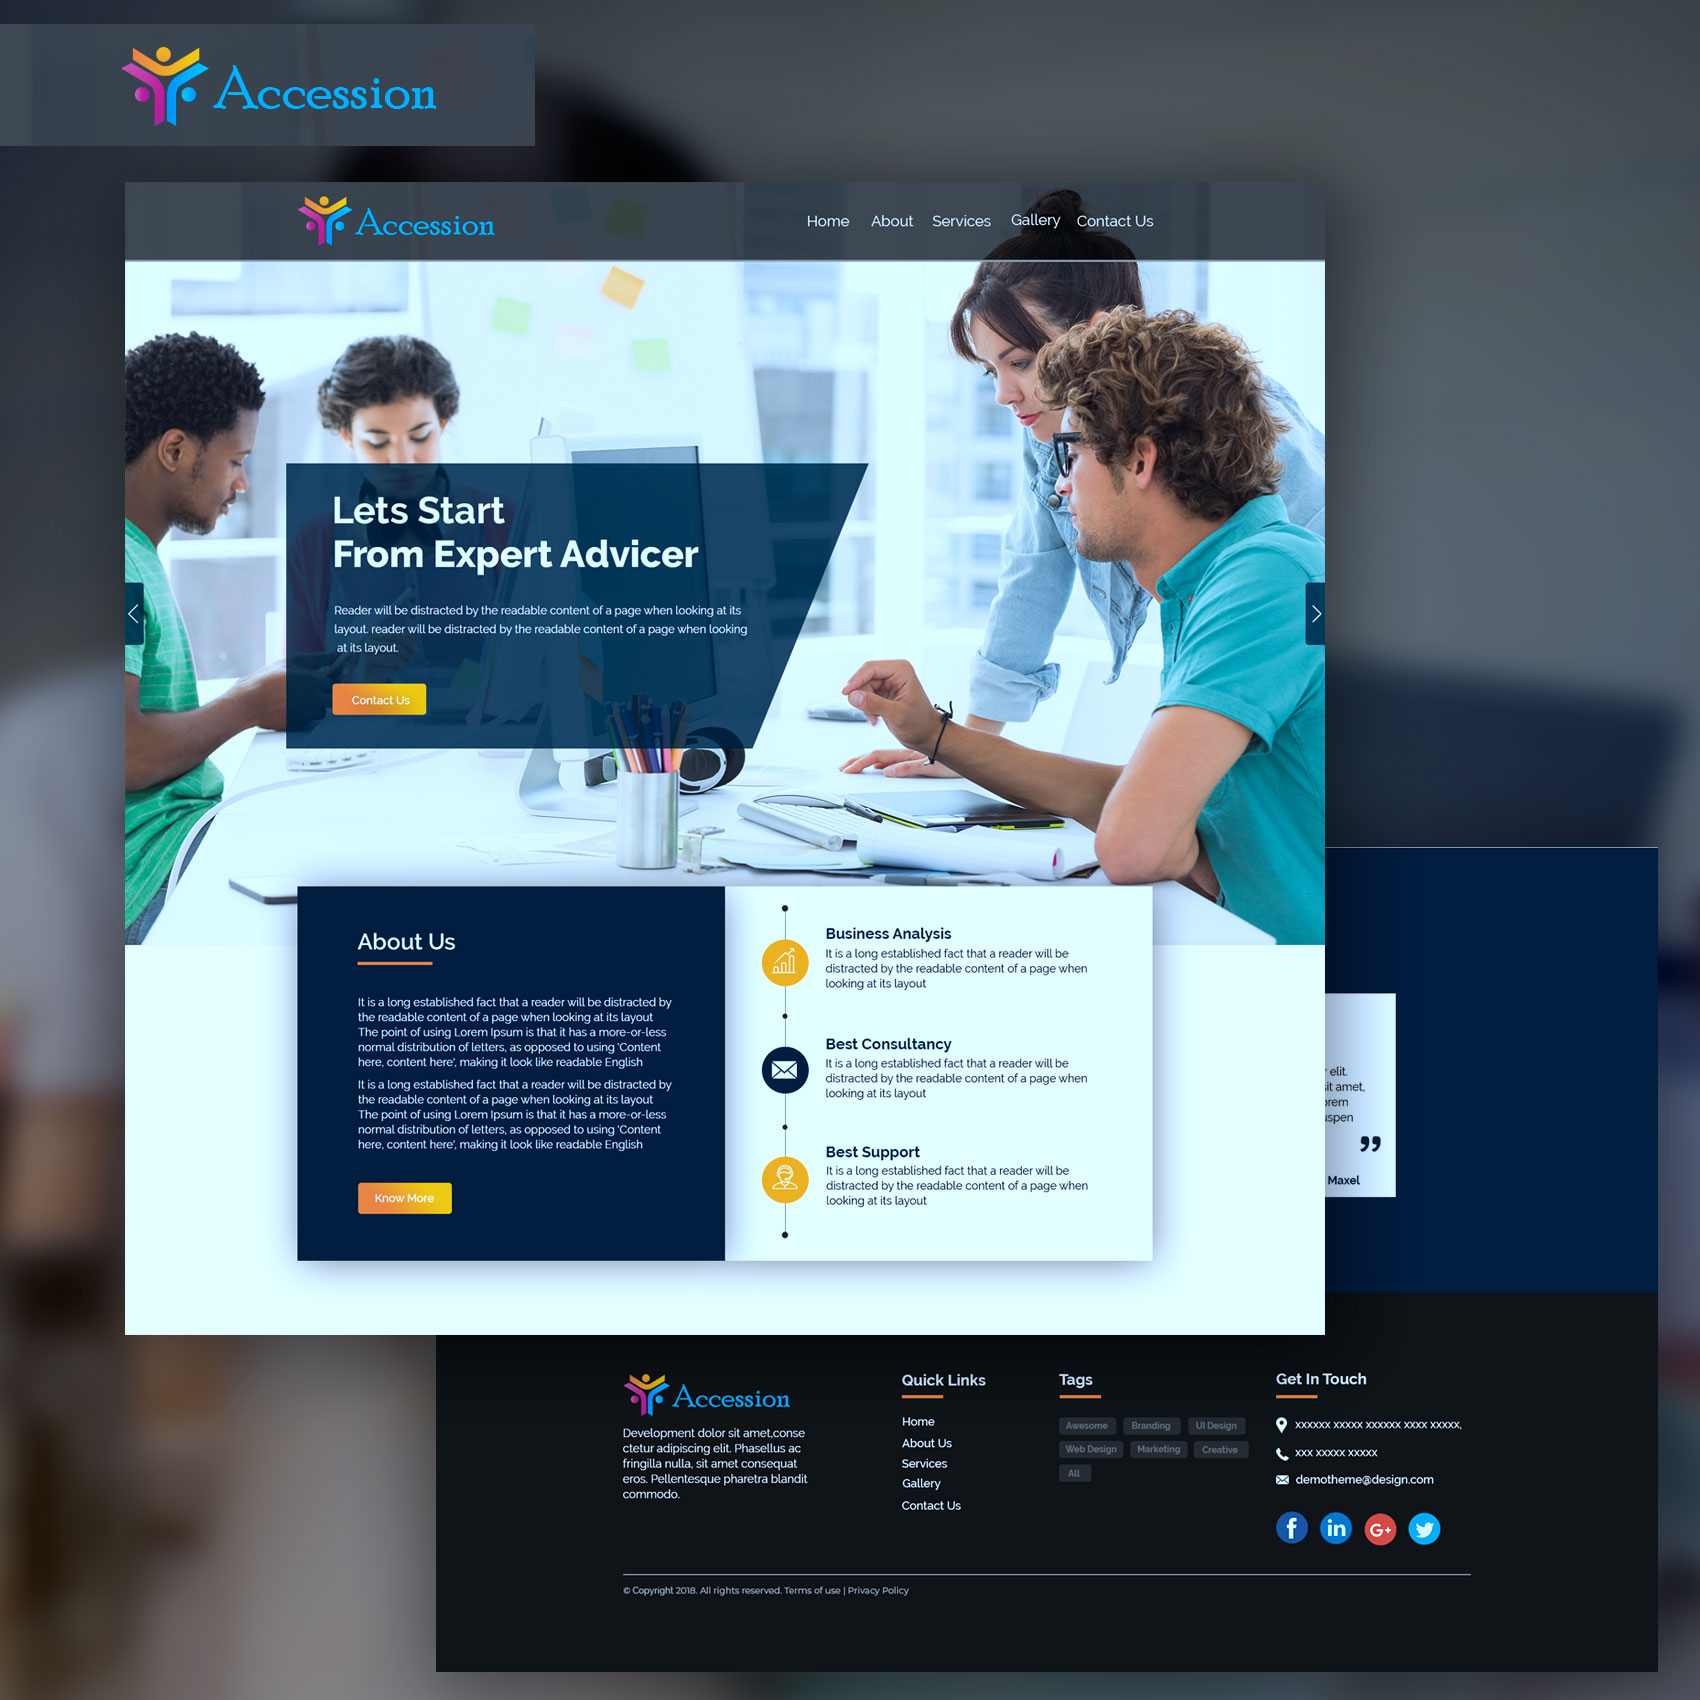 Accession
Accession
Home About Services Gallery Contact Us
Lets Start
From Expert Advicer
Reader will be distracted by the readable content of a page when looking at its
layout. reader will be distracted by the readable content of a page when looking
at its layout.
Contact Us
About Us
It is a long established fact that a reader will be distracted by
the readable content of a page when looking at its layout
The point of using Lorem Ipsum is that it has a more-or-less
normal distribution of letters, as opposed to using 'Content
here, content here', making it look like readable English
It is a long established fact that a reader will be distracted by
the readable content of a page when looking at its layout
The point of using Lorem Ipsum is that it has a more-or-less
normal distribution of letters, as opposed to using 'Content
here, content here', making it look like readable English
Know More
Business Analysis
It is a long established fact that a reader will be
distracted by the readable content of a page when
looking at its layout
Best Consultancy
It is a long established fact that a reader will be
distracted by the readable content of a page when
looking at its layout
Best Support
It is a long established fact that a reader will be
distracted by the readable content of a page when
looking at its layout
elit.
sit amet,
orem
uspen
”
Maxel
Accession
Development dolor sit amet,conse
ctetur adipiscing elit. Phasellus ac
fringilla nulla, sit amet consequat
eros. Pellentesque pharetra blandit
commodo.
Quick Links
Home
About Us
Services
Gallery
Contact Us
Tags
Awesome Branding UI Design
Web Design Marketing Creative
All
Get In Touch
xxxxxx xxxxx xxxxxx xxxx xxxxx,
xxx xxxxx xxxxx
demotheme@design.com
f in G+
© Copyright 2018. All rights reserved. Terms of use | Privacy Policy